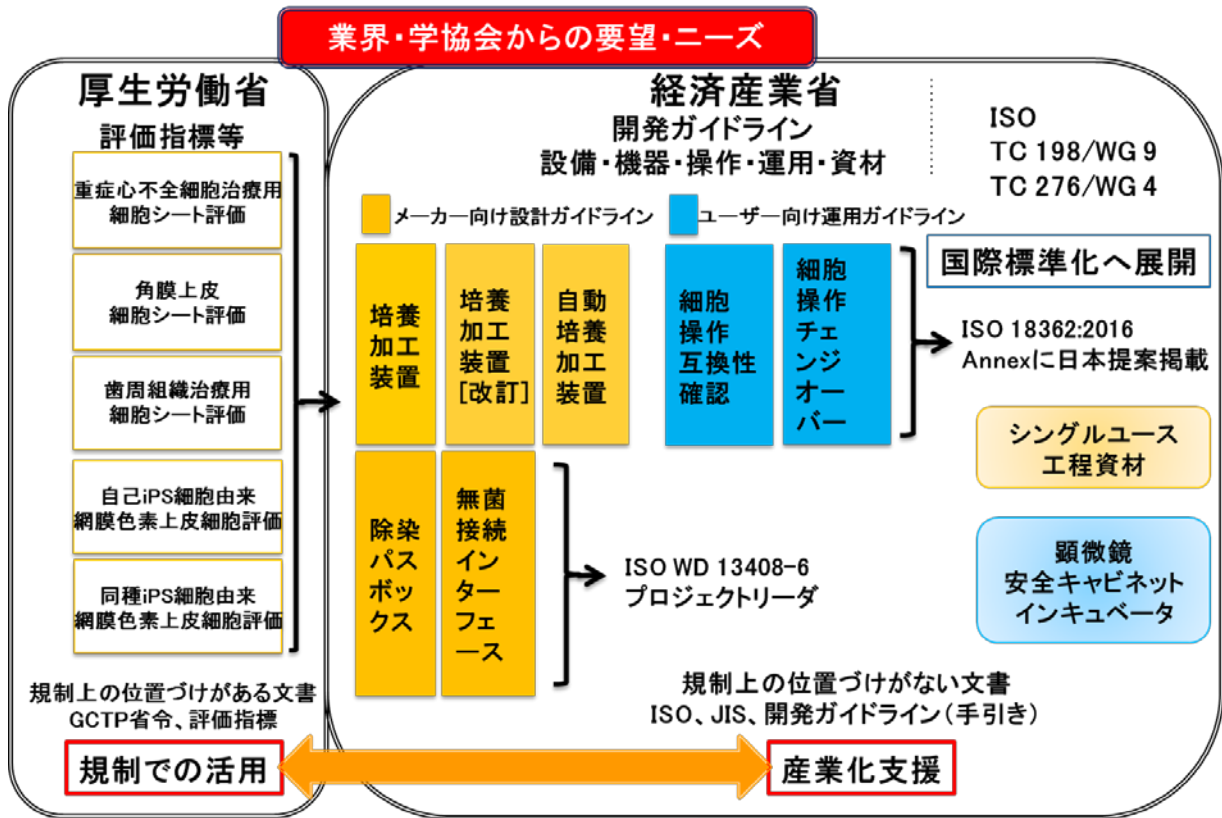 業界・学協会からの要望・ニーズ
厚生労働省
評価指標等
重症心不全細胞治療用
細胞シート評価
角膜上皮
細胞シート評価
歯周組織治療用
細胞シート評価
自己iPS細胞由来
網膜色素上皮細胞評価
同種iPS細胞由来
網膜色素上皮細胞評価
規制上の位置づけがある文書
GCTP省令、評価指標
規制での活用
経済産業省
開発ガイドライン
設備・機器・操作・運用・資材
メーカー向け設計ガイドライン
ユーザー向け運用ガイドライン
培養
加工
装置
培養
加工
装置
[改訂]
自動
培養
加工
装置
細胞
操作
互換性
確認
細胞
操作
チェ
ンジ
オー
バー
除染
パス
ボッ
クス
無菌
接続
イン
ター
フェ
ース
ISO WD 13408-6
プロジェクトリーダ
ISO
TC 198/WG 9
TC 276/WG 4
国際標準化へ展開
ISO 18362:2016
Annexに日本提案掲載
シングルユース
工程資材
顕微鏡
安全キャビネット
インキュベータ
規制上の位置づけがない文書
ISO、JIS、開発ガイドライン（手引き）
産業化支援